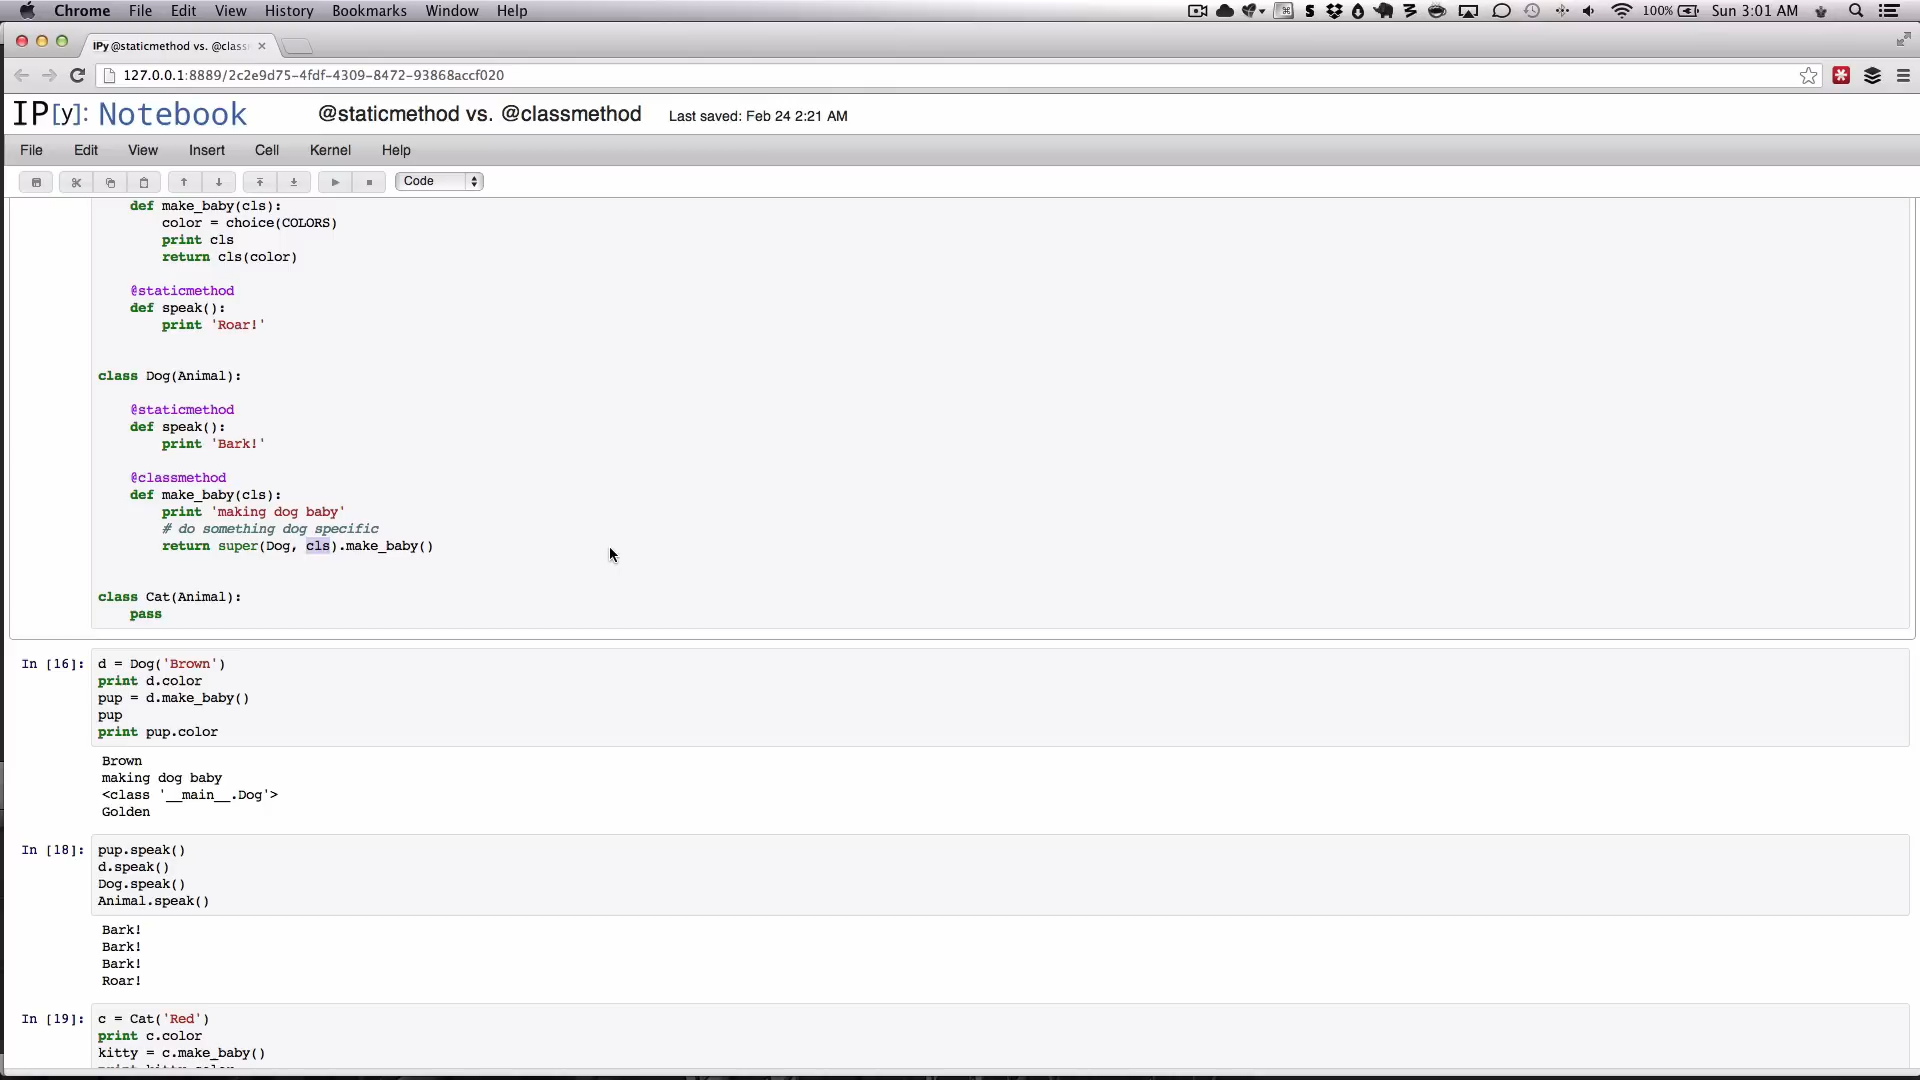 Chrome File Edit View History Bookmarks Window Help 100% Sun 3:01 AM
IPy @staticmethod vs. @class
127.0.0.1:8889/2c2e9d75-4fdf-4309-8472-93868accf020
IP[y]: Notebook @staticmethod vs. @classmethod Last saved: Feb 24 2:21 AM
File Edit View Insert Cell Kernel Help
Code
def make_baby(cls):
color = choice(COLORS)
print cls
return cls(color)
@staticmethod
def speak():
print 'Roar!'
class Dog(Animal):
@staticmethod
def speak():
print 'Bark!'
@classmethod
def make_baby(cls):
print 'making dog baby'
# do something dog specific
return super(Dog, cls).make_baby()
class Cat(Animal):
pass
In [16]: d = Dog('Brown')
print d.color
pup = d.make_baby()
pup
print pup.color
Brown
making dog baby
<class '__main__.Dog'>
Golden
In [18]: pup.speak()
d.speak()
Dog.speak()
Animal.speak()
Bark!
Bark!
Bark!
Roar!
In [19]: c = Cat('Red')
print c.color
kitty = c.make_baby()